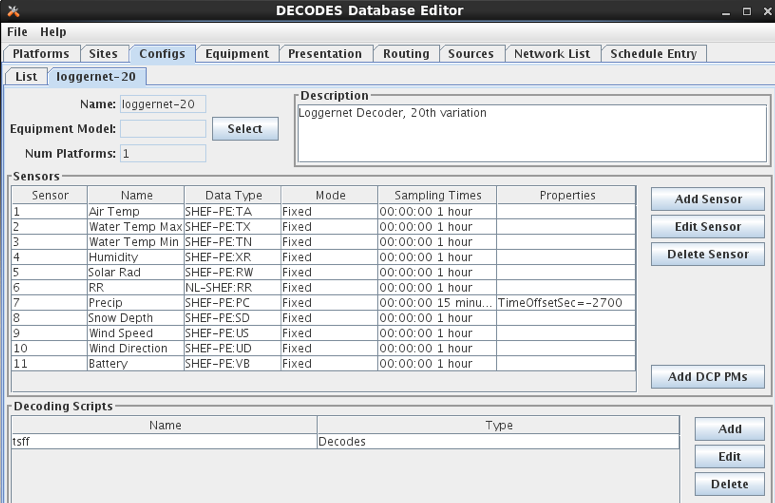 DECODES Database Editor
File Help
Platforms Sites Configs Equipment Presentation Routing Sources Network List Schedule Entry
List loggernet-20
Name: loggernet-20
Equipment Model: Select
Num Platforms: 1
Description
Loggernet Decoder, 20th variation
Sensors
Sensor Name Data Type Mode Sampling Times Properties
1 Air Temp SHEF-PE:TA Fixed 00:00:00 1 hour
2 Water Temp Max SHEF-PE:TX Fixed 00:00:00 1 hour
3 Water Temp Min SHEF-PE:TN Fixed 00:00:00 1 hour
4 Humidity SHEF-PE:XR Fixed 00:00:00 1 hour
5 Solar Rad SHEF-PE:RW Fixed 00:00:00 1 hour
6 RR NL-SHEF:RR Fixed 00:00:00 1 hour
7 Precip SHEF-PE:PC Fixed 00:00:00 15 minu... TimeOffsetSec=-2700
8 Snow Depth SHEF-PE:SD Fixed 00:00:00 1 hour
9 Wind Speed SHEF-PE:US Fixed 00:00:00 1 hour
10 Wind Direction SHEF-PE:UD Fixed 00:00:00 1 hour
11 Battery SHEF-PE:VB Fixed 00:00:00 1 hour
Add Sensor
Edit Sensor
Delete Sensor
Add DCP PMs
Decoding Scripts
Name Type
tsff Decodes
Add
Edit
Delete